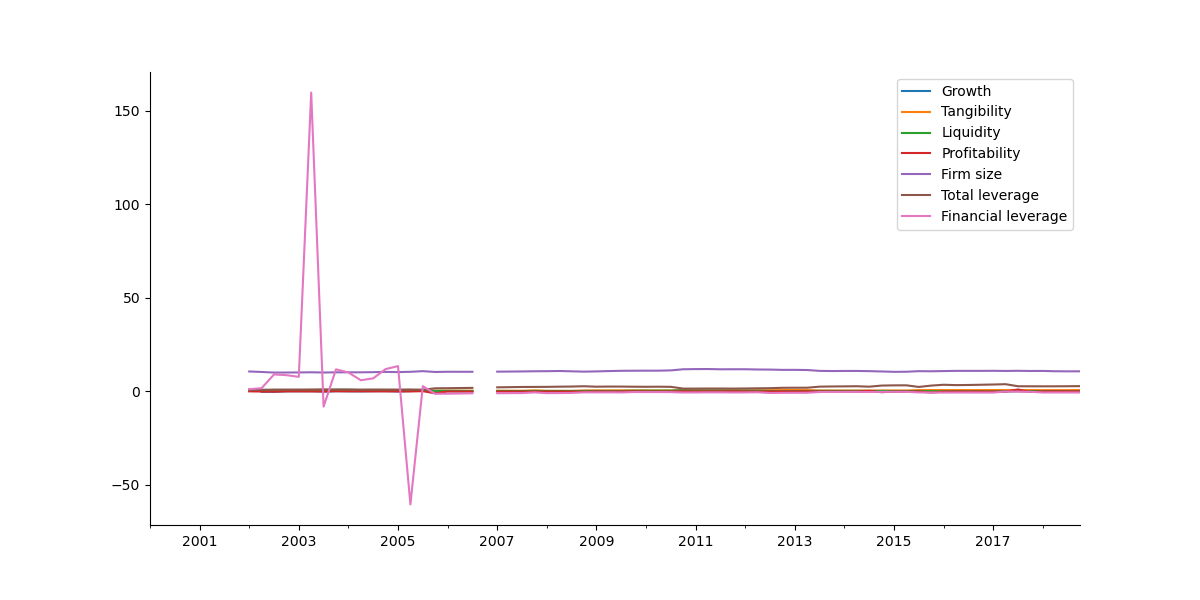 150
100
50
0
−50
2001 2003 2005 2007 2009 2011 2013 2015 2017
Growth
Tangibility
Liquidity
Profitability
Firm size
Total leverage
Financial leverage